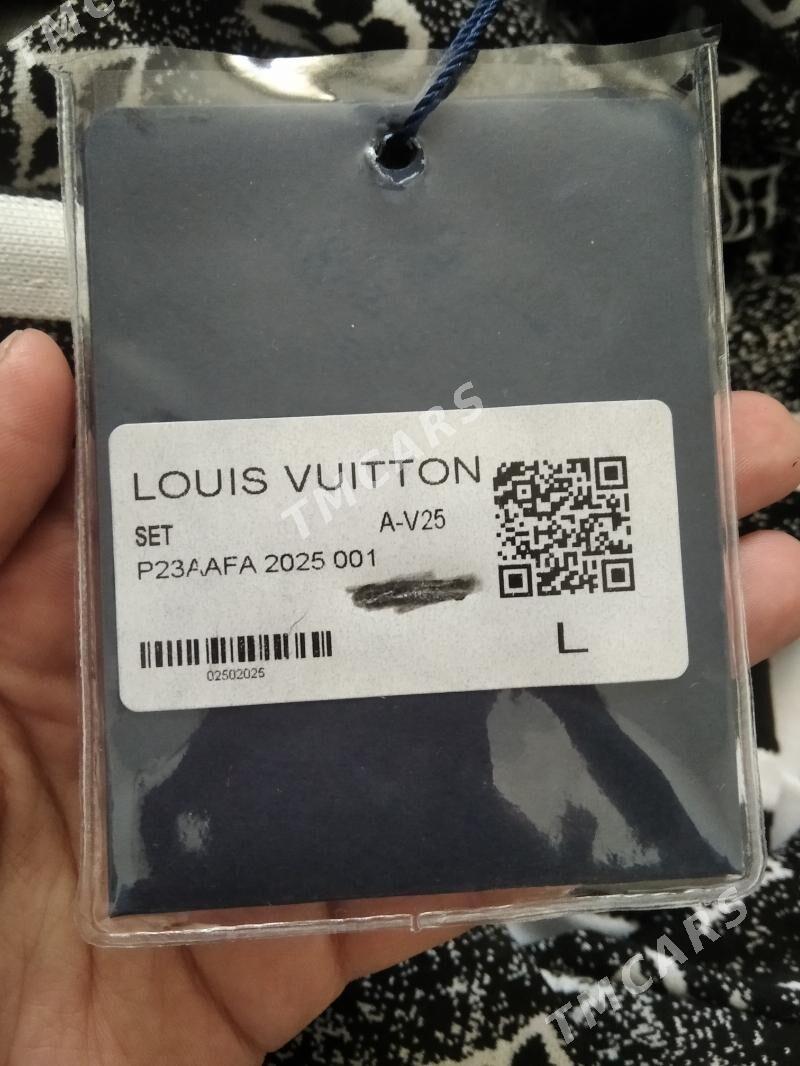 TMCARS
LOUIS VUITTON
SET A-V25
P23AAFA 2025 001
L
02502025
TMCARS
TMCARS